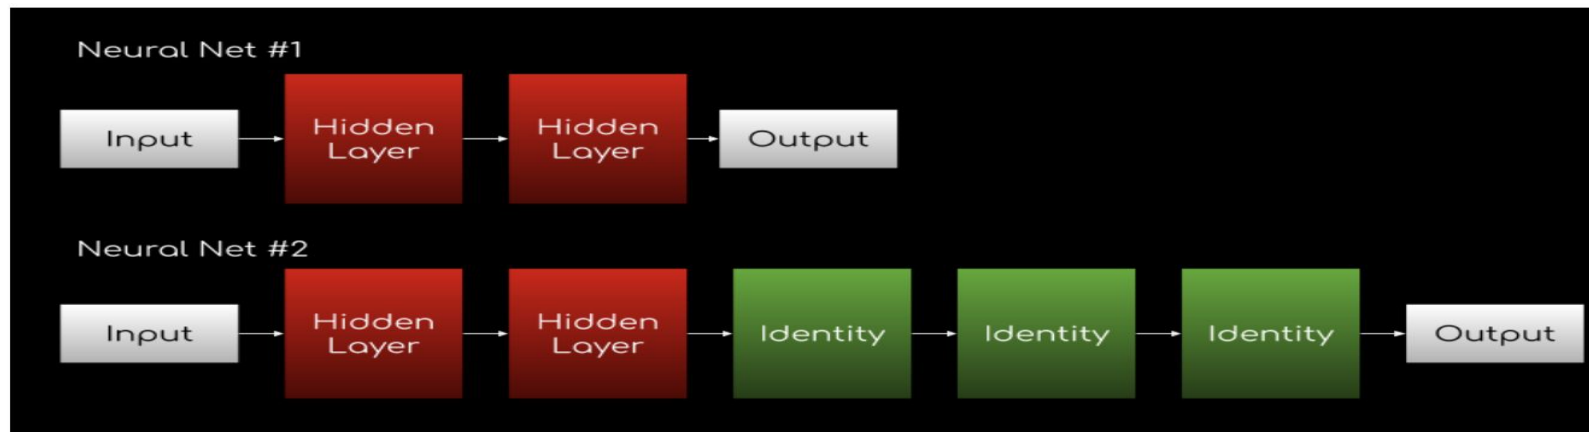 Neural Net #1
Input
Hidden
Layer
Hidden
Layer
Output
Neural Net #2
Input
Hidden
Layer
Hidden
Layer
Identity
Identity
Identity
Output